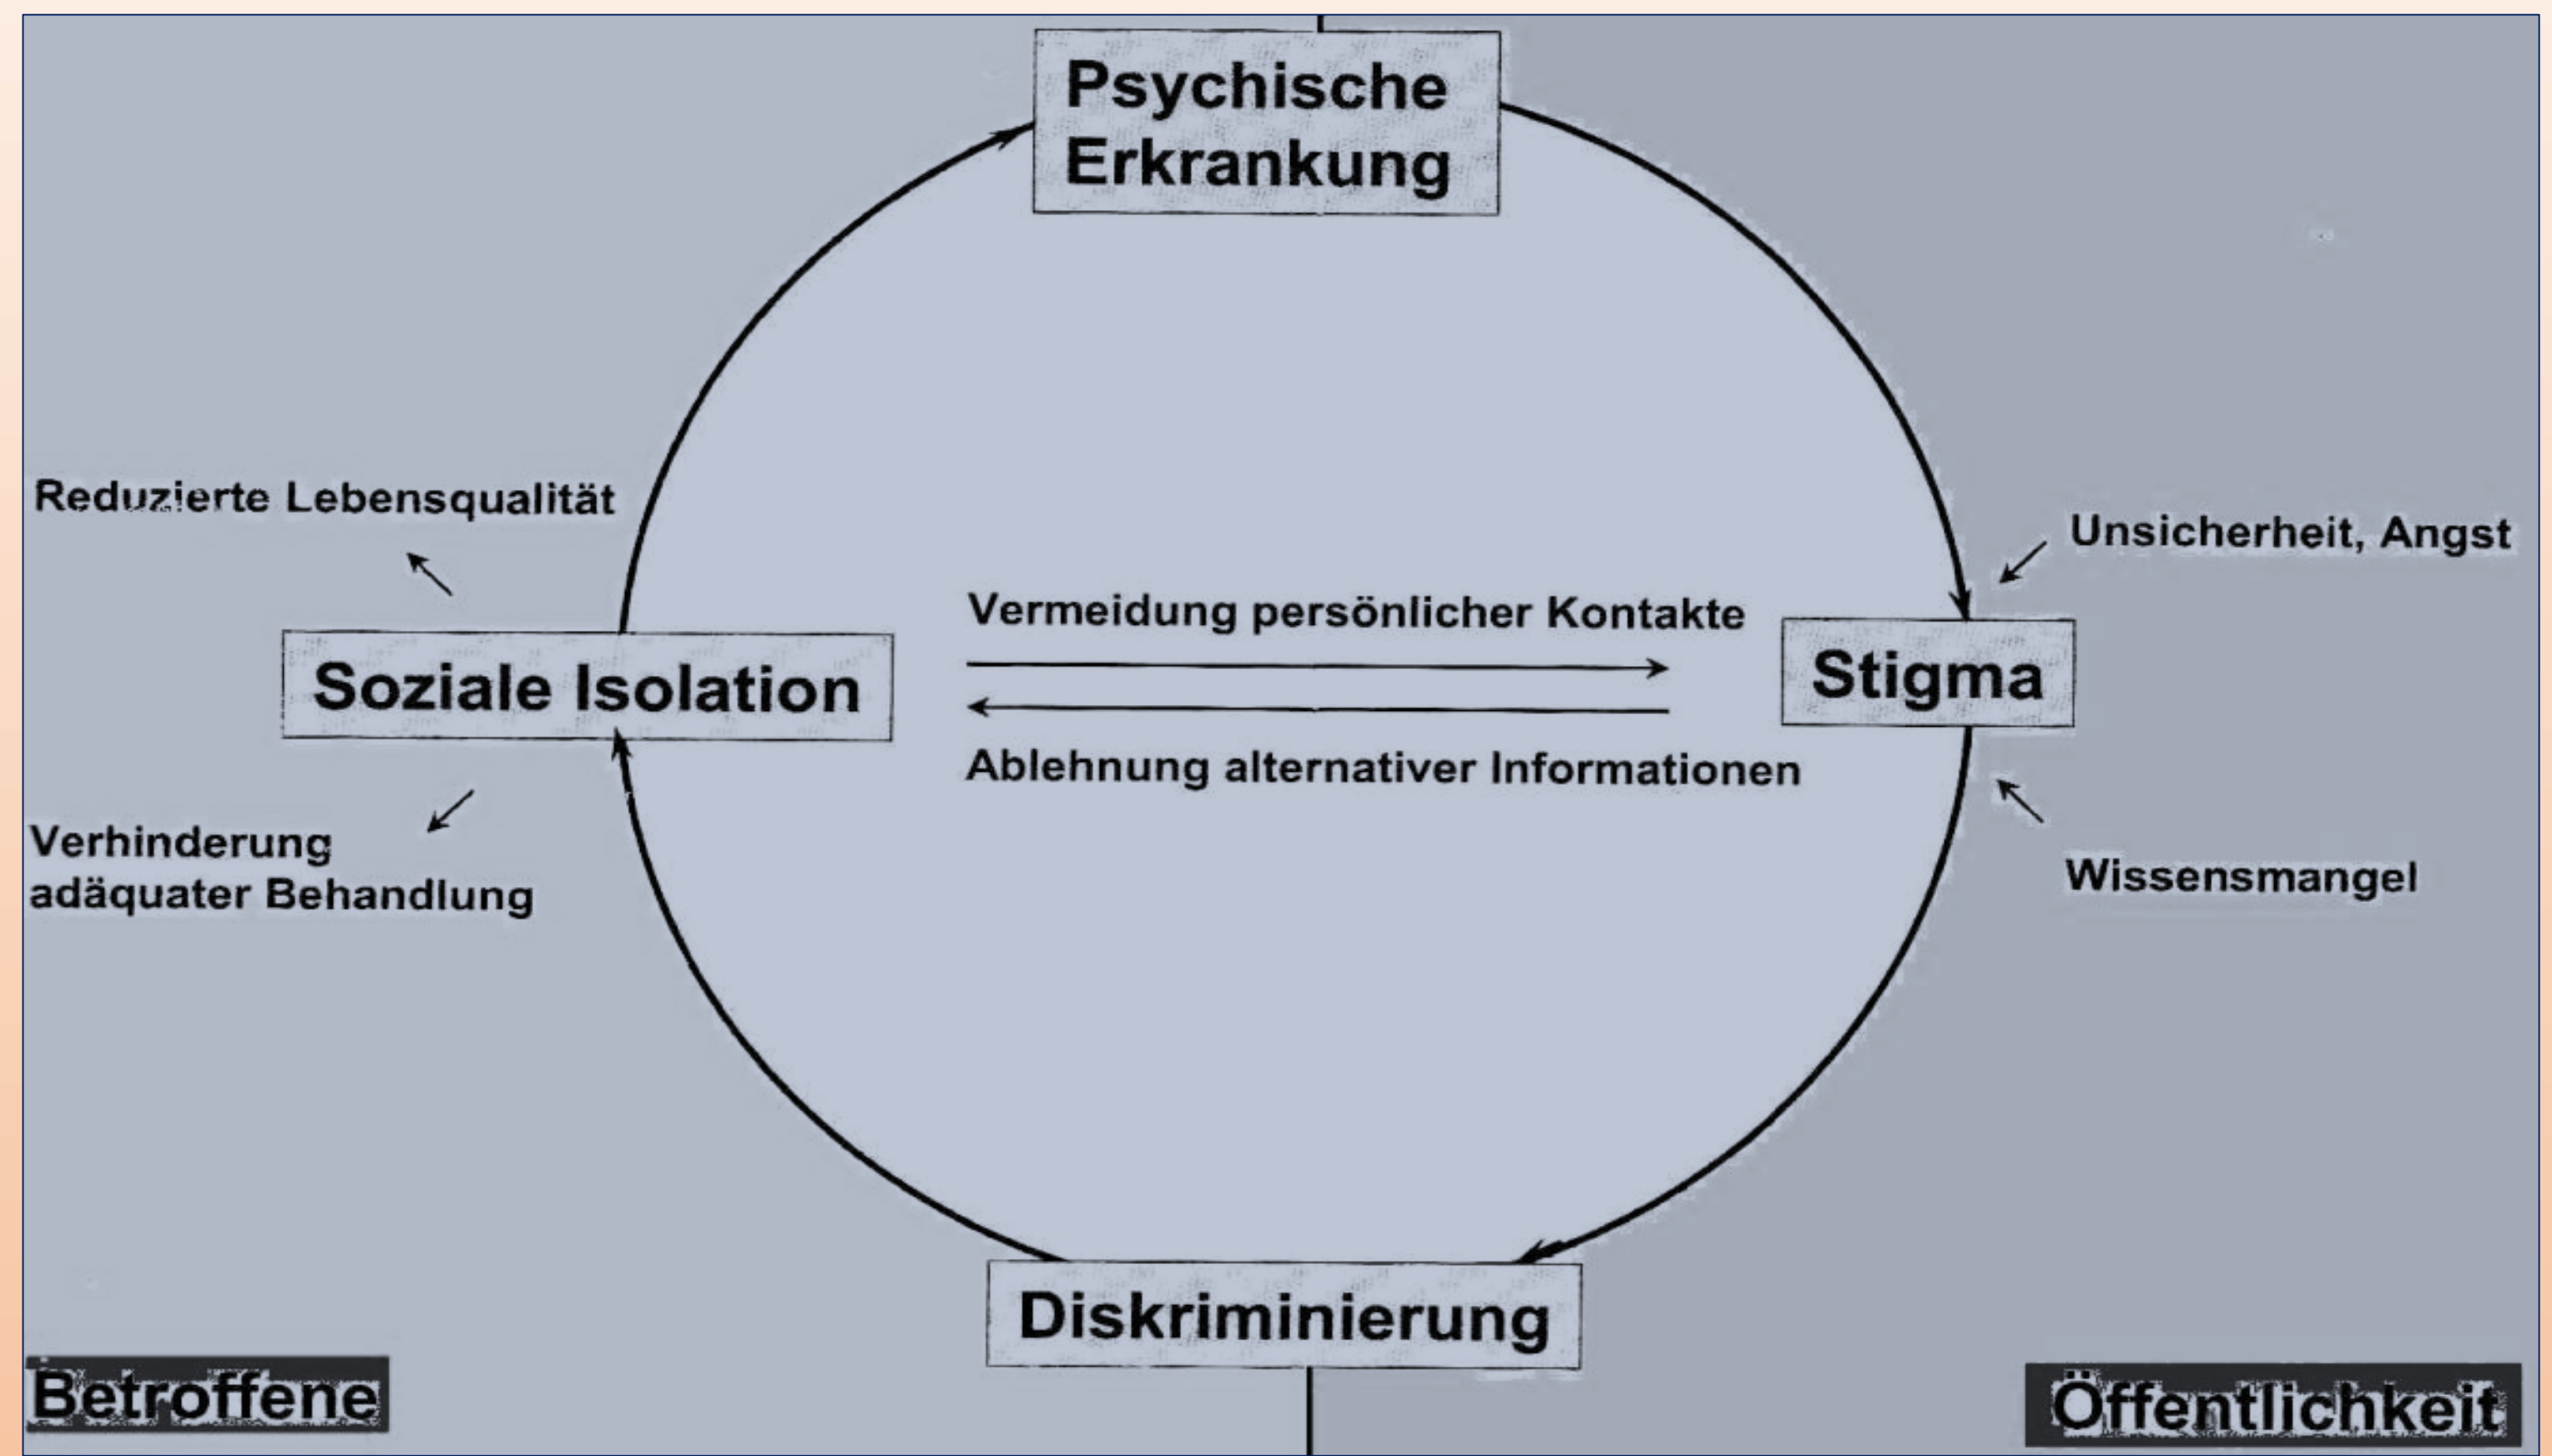 Psychische
Erkrankung
Reduzierte Lebensqualität
Unsicherheit, Angst
Vermeidung persönlicher Kontakte
Soziale Isolation
Stigma
Ablehnung alternativer Informationen
Verhinderung
adäquater Behandlung
Wissensmangel
Diskriminierung
Betroffene
Öffentlichkeit